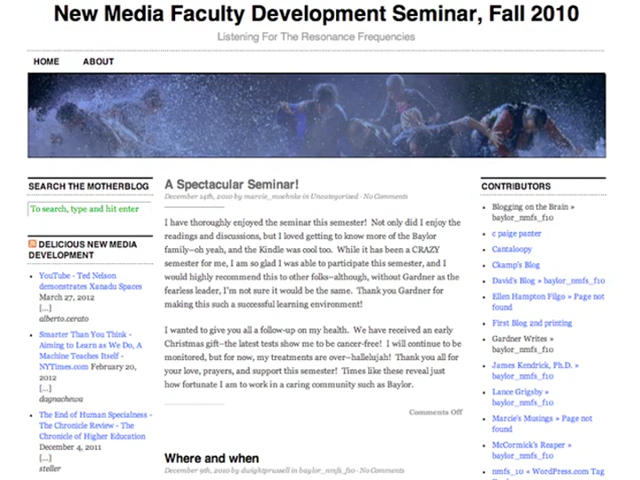 New Media Faculty Development Seminar, Fall 2010
Listening For The Resonance Frequencies
HOME ABOUT
SEARCH THE MOTHERBLOG
To search, type and hit enter
DELICIOUS NEW MEDIA
DEVELOPMENT
YouTube - Ted Nelson
demonstrates Xanadu Spaces
March 27, 2012
[...]
alberto.cerato
Smarter Than You Think -
Aiming to Learn as We Do, A
Machine Teaches Itself -
NYTimes.com February 20,
2012
[...]
dagnachewa
The End of Human Specialness -
The Chronicle Review - The
Chronicle of Higher Education
December 4, 2011
[...]
steller
A Spectacular Seminar!
December 14th, 2010 by marcie_moehnke in Uncategorized · No Comments
I have thoroughly enjoyed the seminar this semester! Not only did I enjoy the
readings and discussions, but I loved getting to know more of the Baylor
family–oh yeah, and the Kindle was cool too. While it has been a CRAZY
semester for me, I am so glad I was able to participate this semester, and I
would highly recommend this to other folks–although, without Gardner as the
fearless leader, I'm not sure it would be the same. Thank you Gardner for
making this such a successful learning environment!
I wanted to give you all a follow-up on my health. We have received an early
Christmas gift–the latest tests show me to be cancer-free! I will continue to be
monitored, but for now, my treatments are over–hallelujah! Thank you all for
your love, prayers, and support this semester! Times like these reveal just
how fortunate I am to work in a caring community such as Baylor.
Comments Off
Where and when
December 9th, 2010 by dwightprussell in baylor_nmfs_f10 · No Comments
CONTRIBUTORS
Blogging on the Brain »
baylor_nmfs_f10
c paige panter
Cantaloopy
Ckamp's Blog
David's Blog » baylor_nmfs_f10
Ellen Hampton Filgo » Page not
found
First Blog 2nd printing
Gardner Writes »
baylor_nmfs_f10
James Kendrick, Ph.D. »
baylor_nmfs_f10
Lance Grigsby »
baylor_nmfs_f10
Marcie's Musings » Page not
found
McCormick's Reaper »
baylor_nmfs_f10
nmfs_10 « WordPress.com Tag